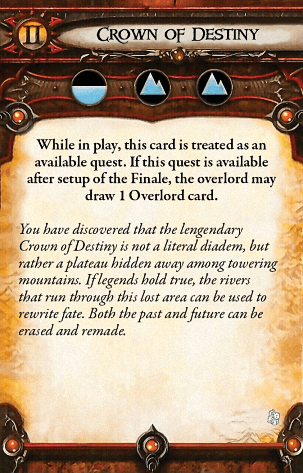 II
Crown of Destiny
While in play, this card is treated as an
available quest. If this quest is available
after setup of the Finale, the overlord may
draw 1 Overlord card.
You have discovered that the lengendary
Crown of Destiny is not a literal diadem, but
rather a plateau hidden away among towering
mountains. If legends hold true, the rivers
that run through this lost area can be used to
rewrite fate. Both the past and future can be
erased and remade.